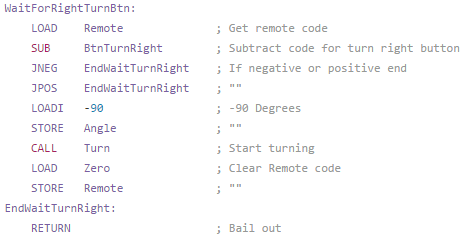 WaitForRightTurnBtn:
    LOAD    Remote              ; Get remote code
    SUB     BtnTurnRight        ; Subtract code for turn right button
    JNEG    EndWaitTurnRight    ; If negative or positive end
    JPOS    EndWaitTurnRight    ; ""
    LOADI   -90                 ; -90 Degrees
    STORE   Angle               ; ""
    CALL    Turn                ; Start turning
    LOAD    Zero                ; Clear Remote code
    STORE   Remote              ; ""
EndWaitTurnRight:
    RETURN                      ; Bail out